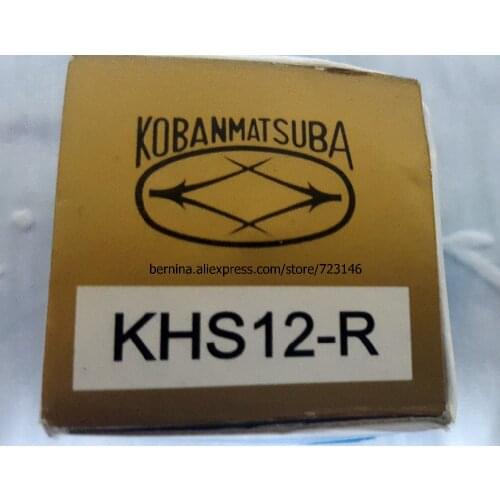 KOBANMATSUBA
bernina.aliexpress.com/store/723146
KHS12-R